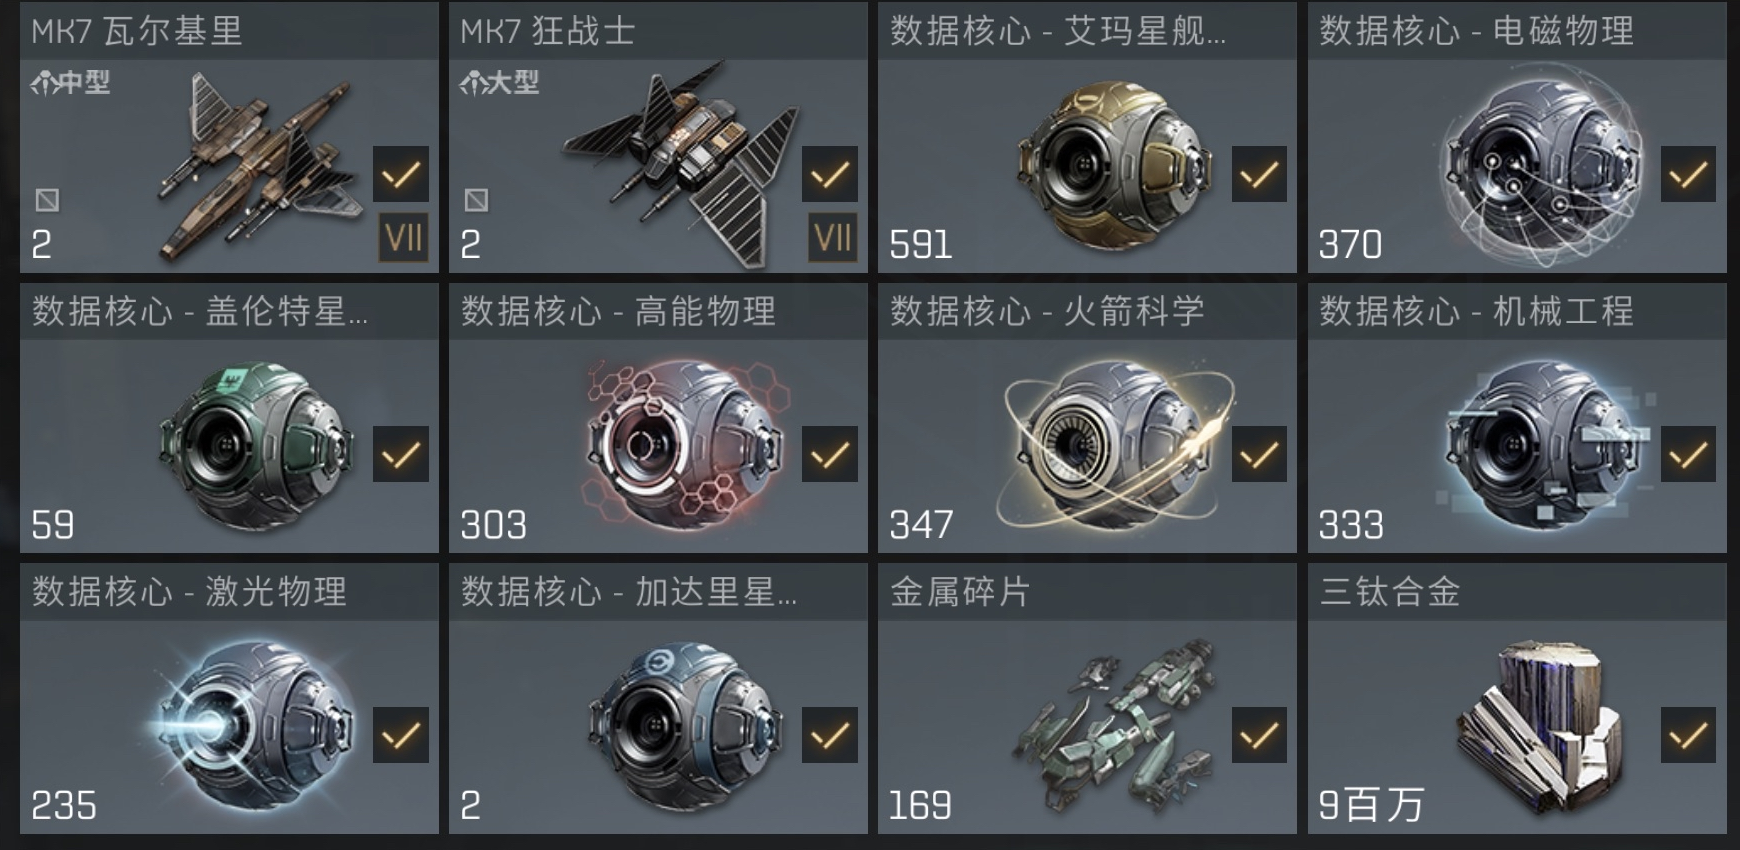 MK7 瓦尔基里
中型
2
VII
MK7 狂战士
大型
2
VII
数据核心 - 艾玛星舰...
591
数据核心 - 电磁物理
370
数据核心 - 盖伦特星...
59
数据核心 - 高能物理
303
数据核心 - 火箭科学
347
数据核心 - 机械工程
333
数据核心 - 激光物理
235
数据核心 - 加达里星...
2
金属碎片
169
三钛合金
9百万